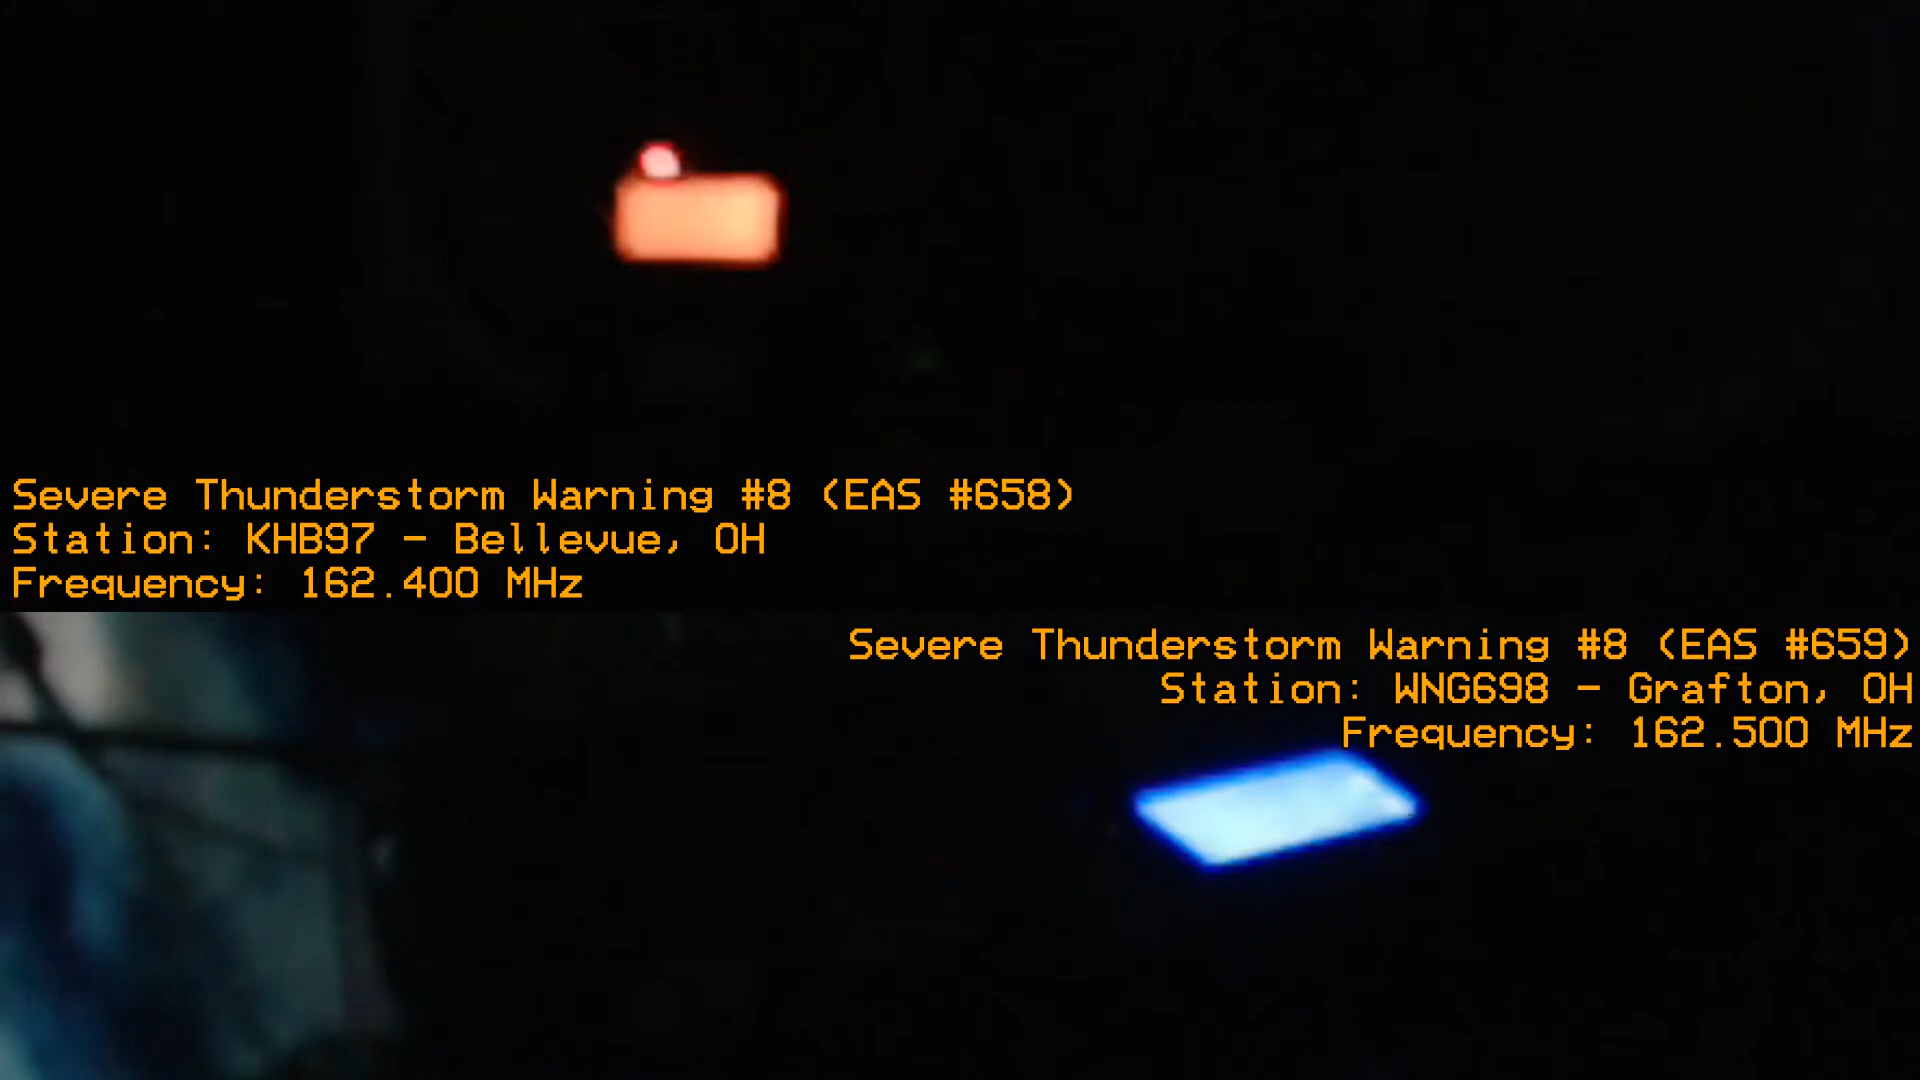 Severe Thunderstorm Warning #8 (EAS #658)
Station: KHB97 - Bellevue, OH
Frequency: 162.400 MHz
Severe Thunderstorm Warning #8 (EAS #659)
Station: WNG698 - Grafton, OH
Frequency: 162.500 MHz